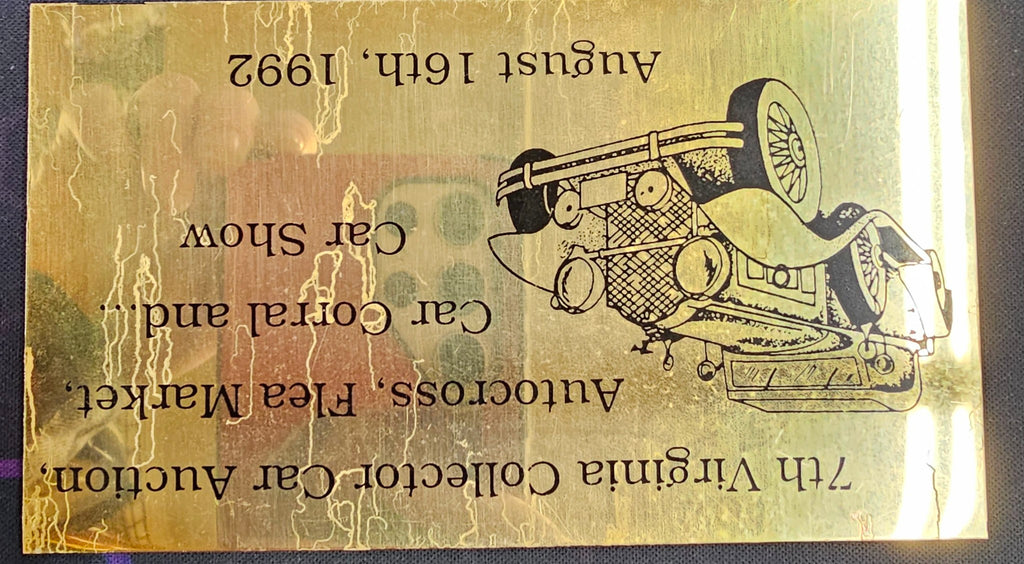 7th Virginia Collector Car Auction,
Autocross, Flea Market,
Car Corral and...
Car Show
August 16th, 1992